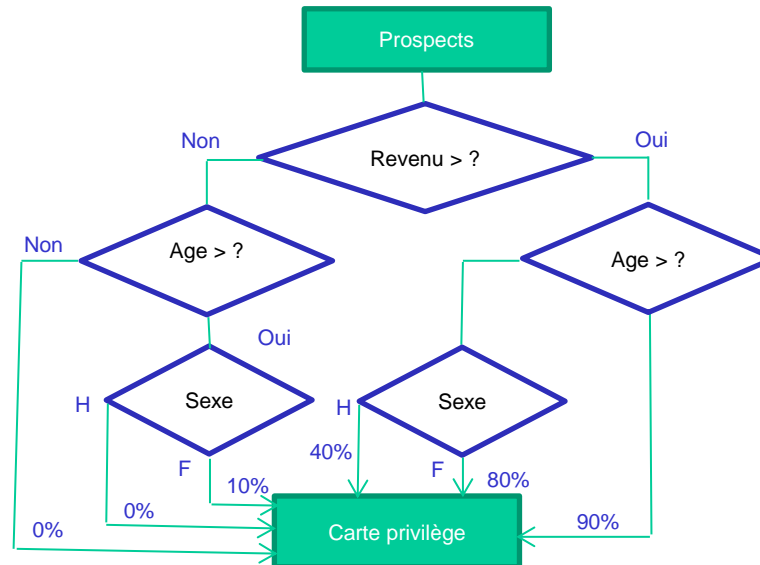 Prospects
Non
Oui
Revenu > ?
Non
Age > ?
Age > ?
Oui
H
Sexe
H
Sexe
40%
F
F
80%
10%
0%
0%
Carte privilège
90%